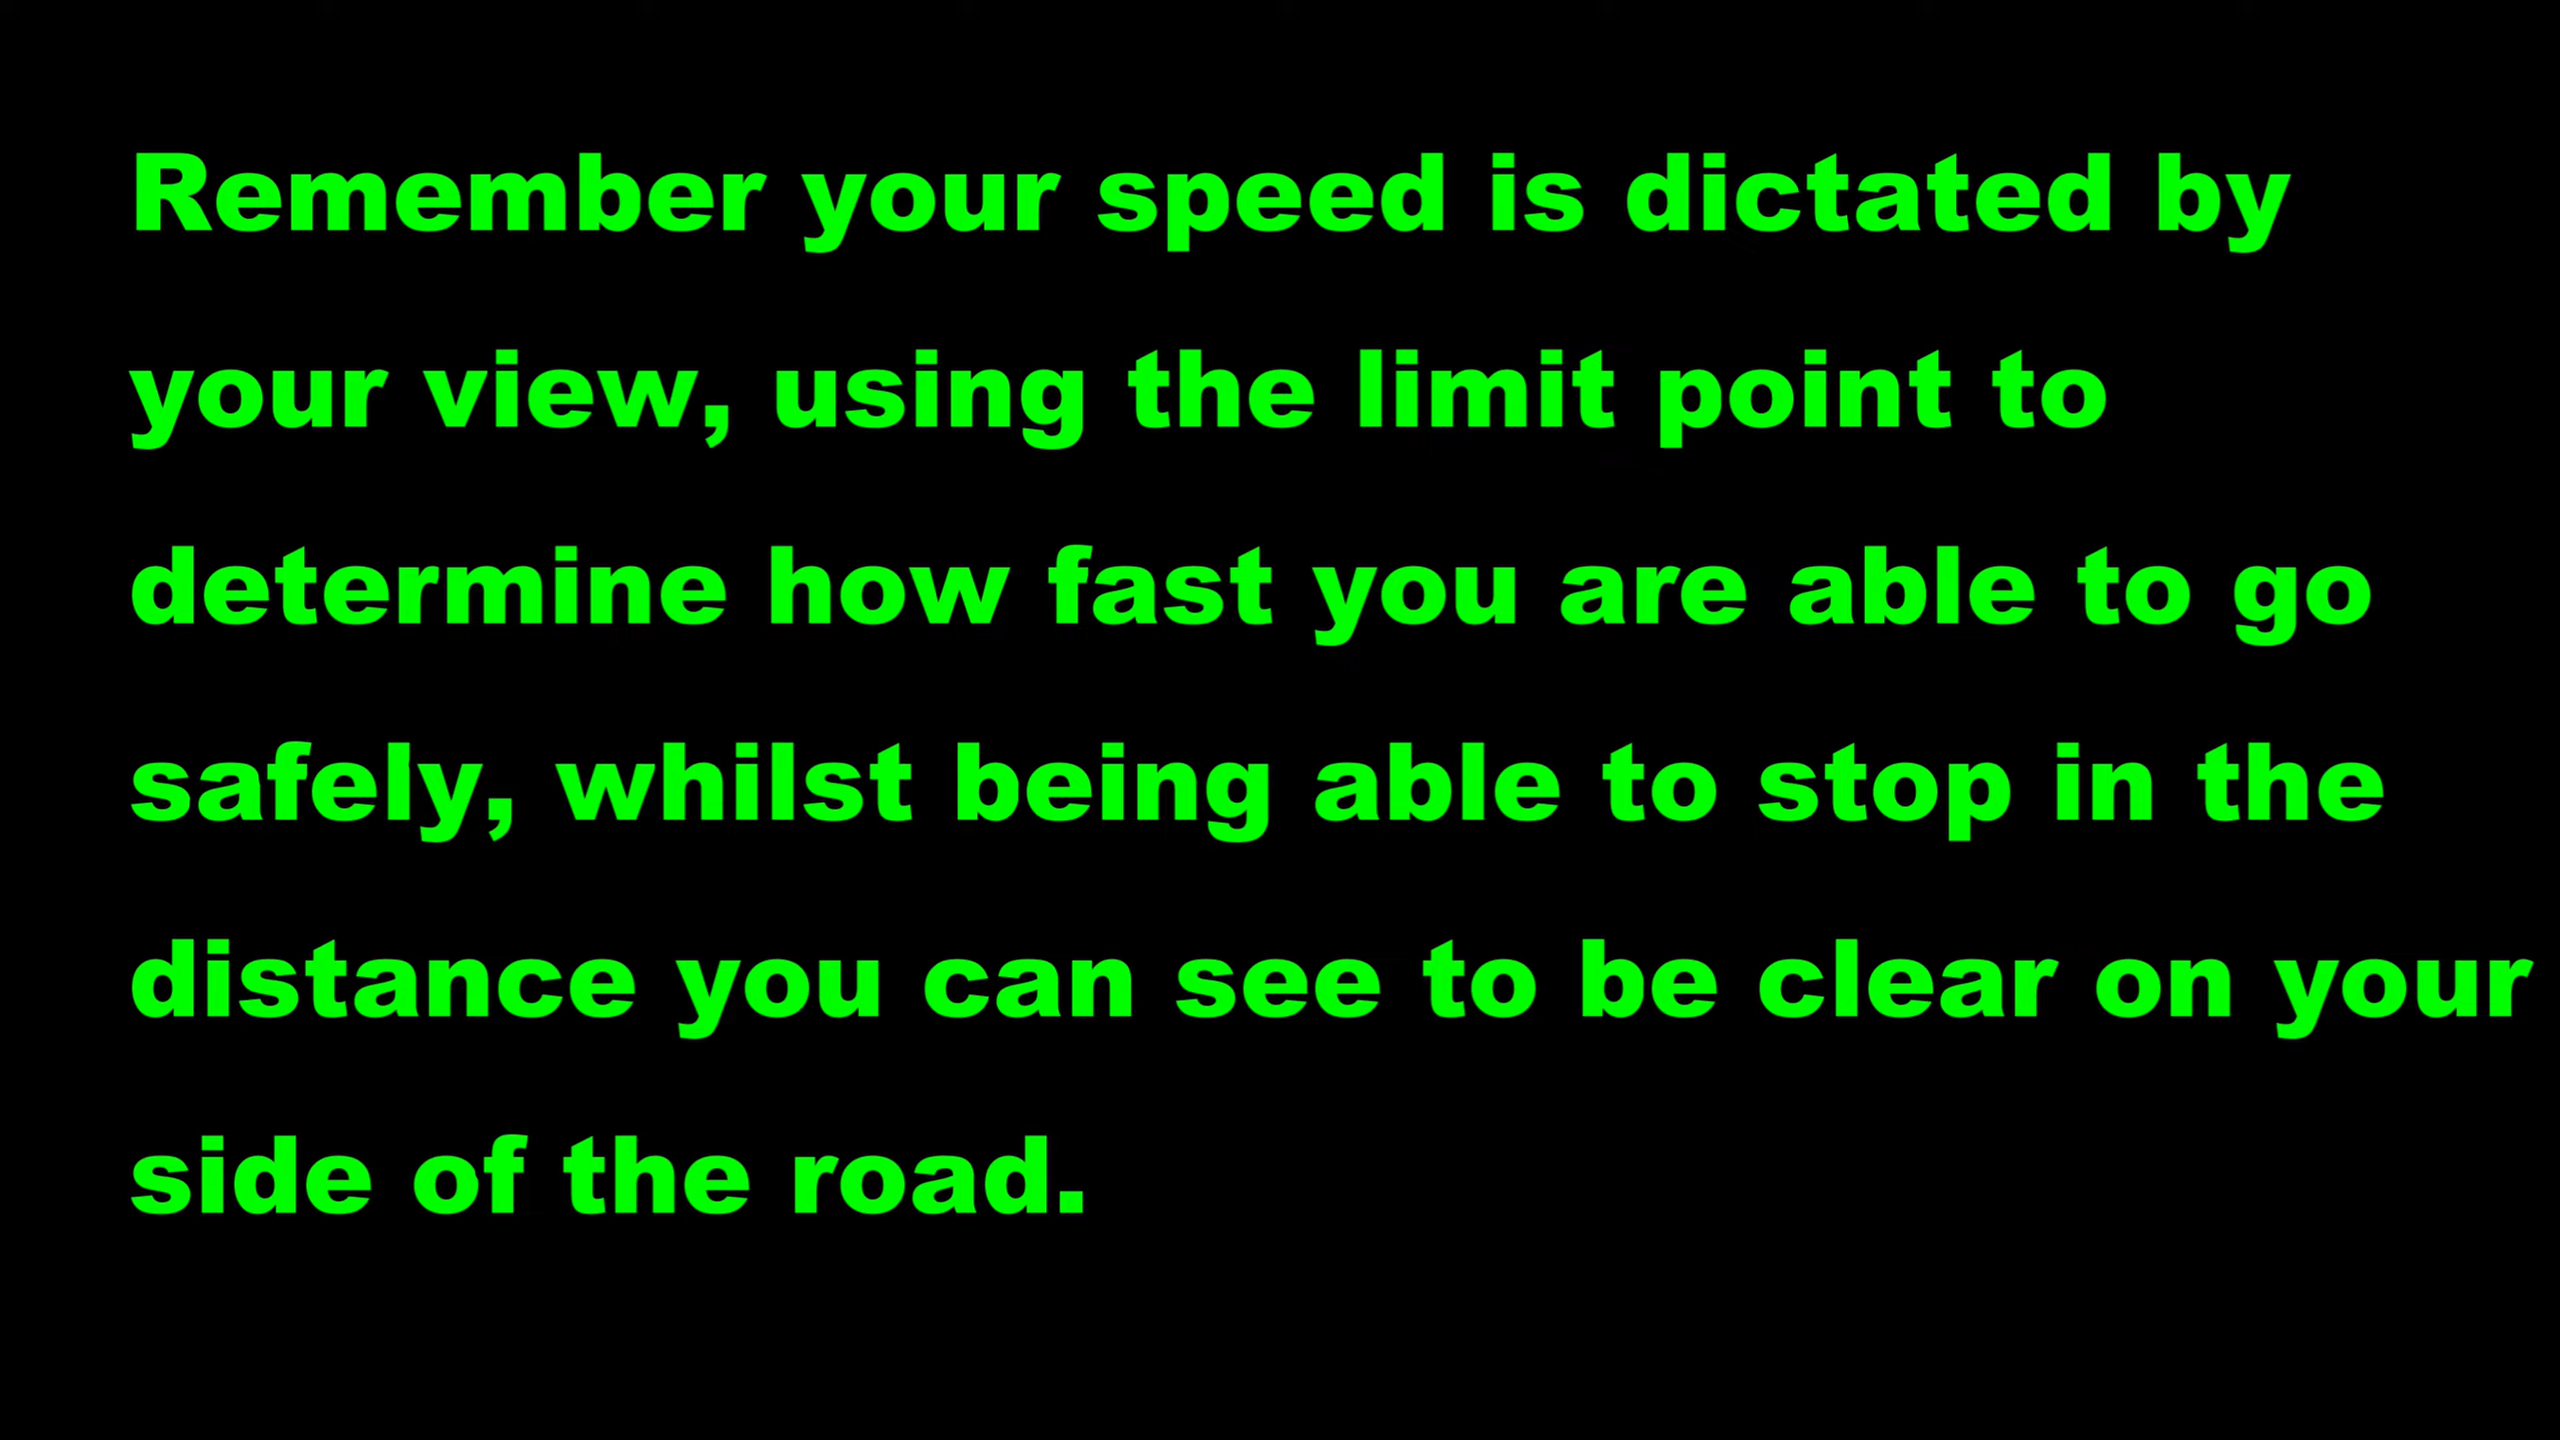 Remember your speed is dictated by
your view, using the limit point to
determine how fast you are able to go
safely, whilst being able to stop in the
distance you can see to be clear on your
side of the road.